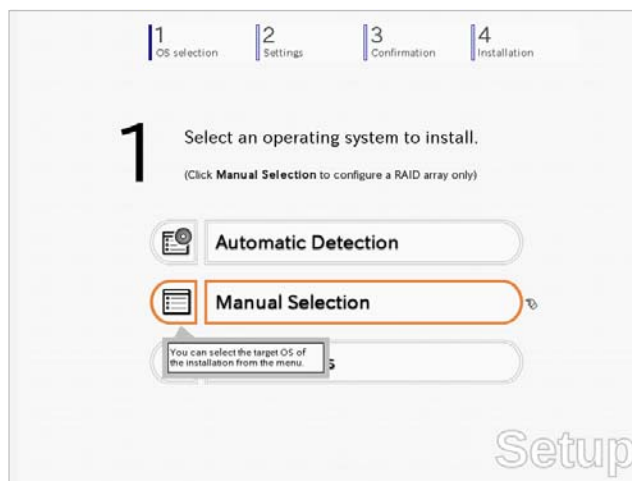 1
OS selection
2
Settings
3
Confirmation
4
Installation
1
Select an operating system to install.
(Click Manual Selection to configure a RAID array only)
Automatic Detection
Manual Selection
You can select the target OS of
the installation from the menu.
Setup